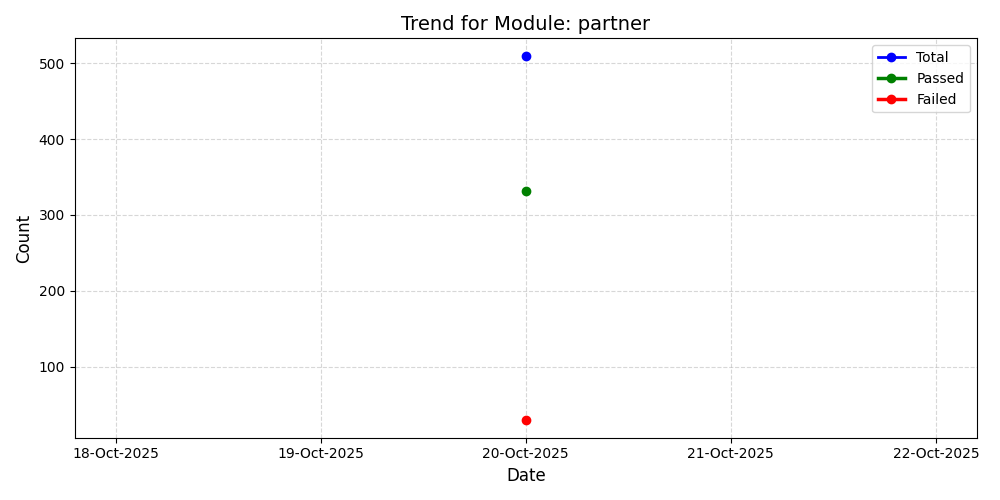 Trend for Module: partner
Total
Passed
Failed
Count
500
400
300
200
100
18-Oct-2025
19-Oct-2025
20-Oct-2025
21-Oct-2025
22-Oct-2025
Date